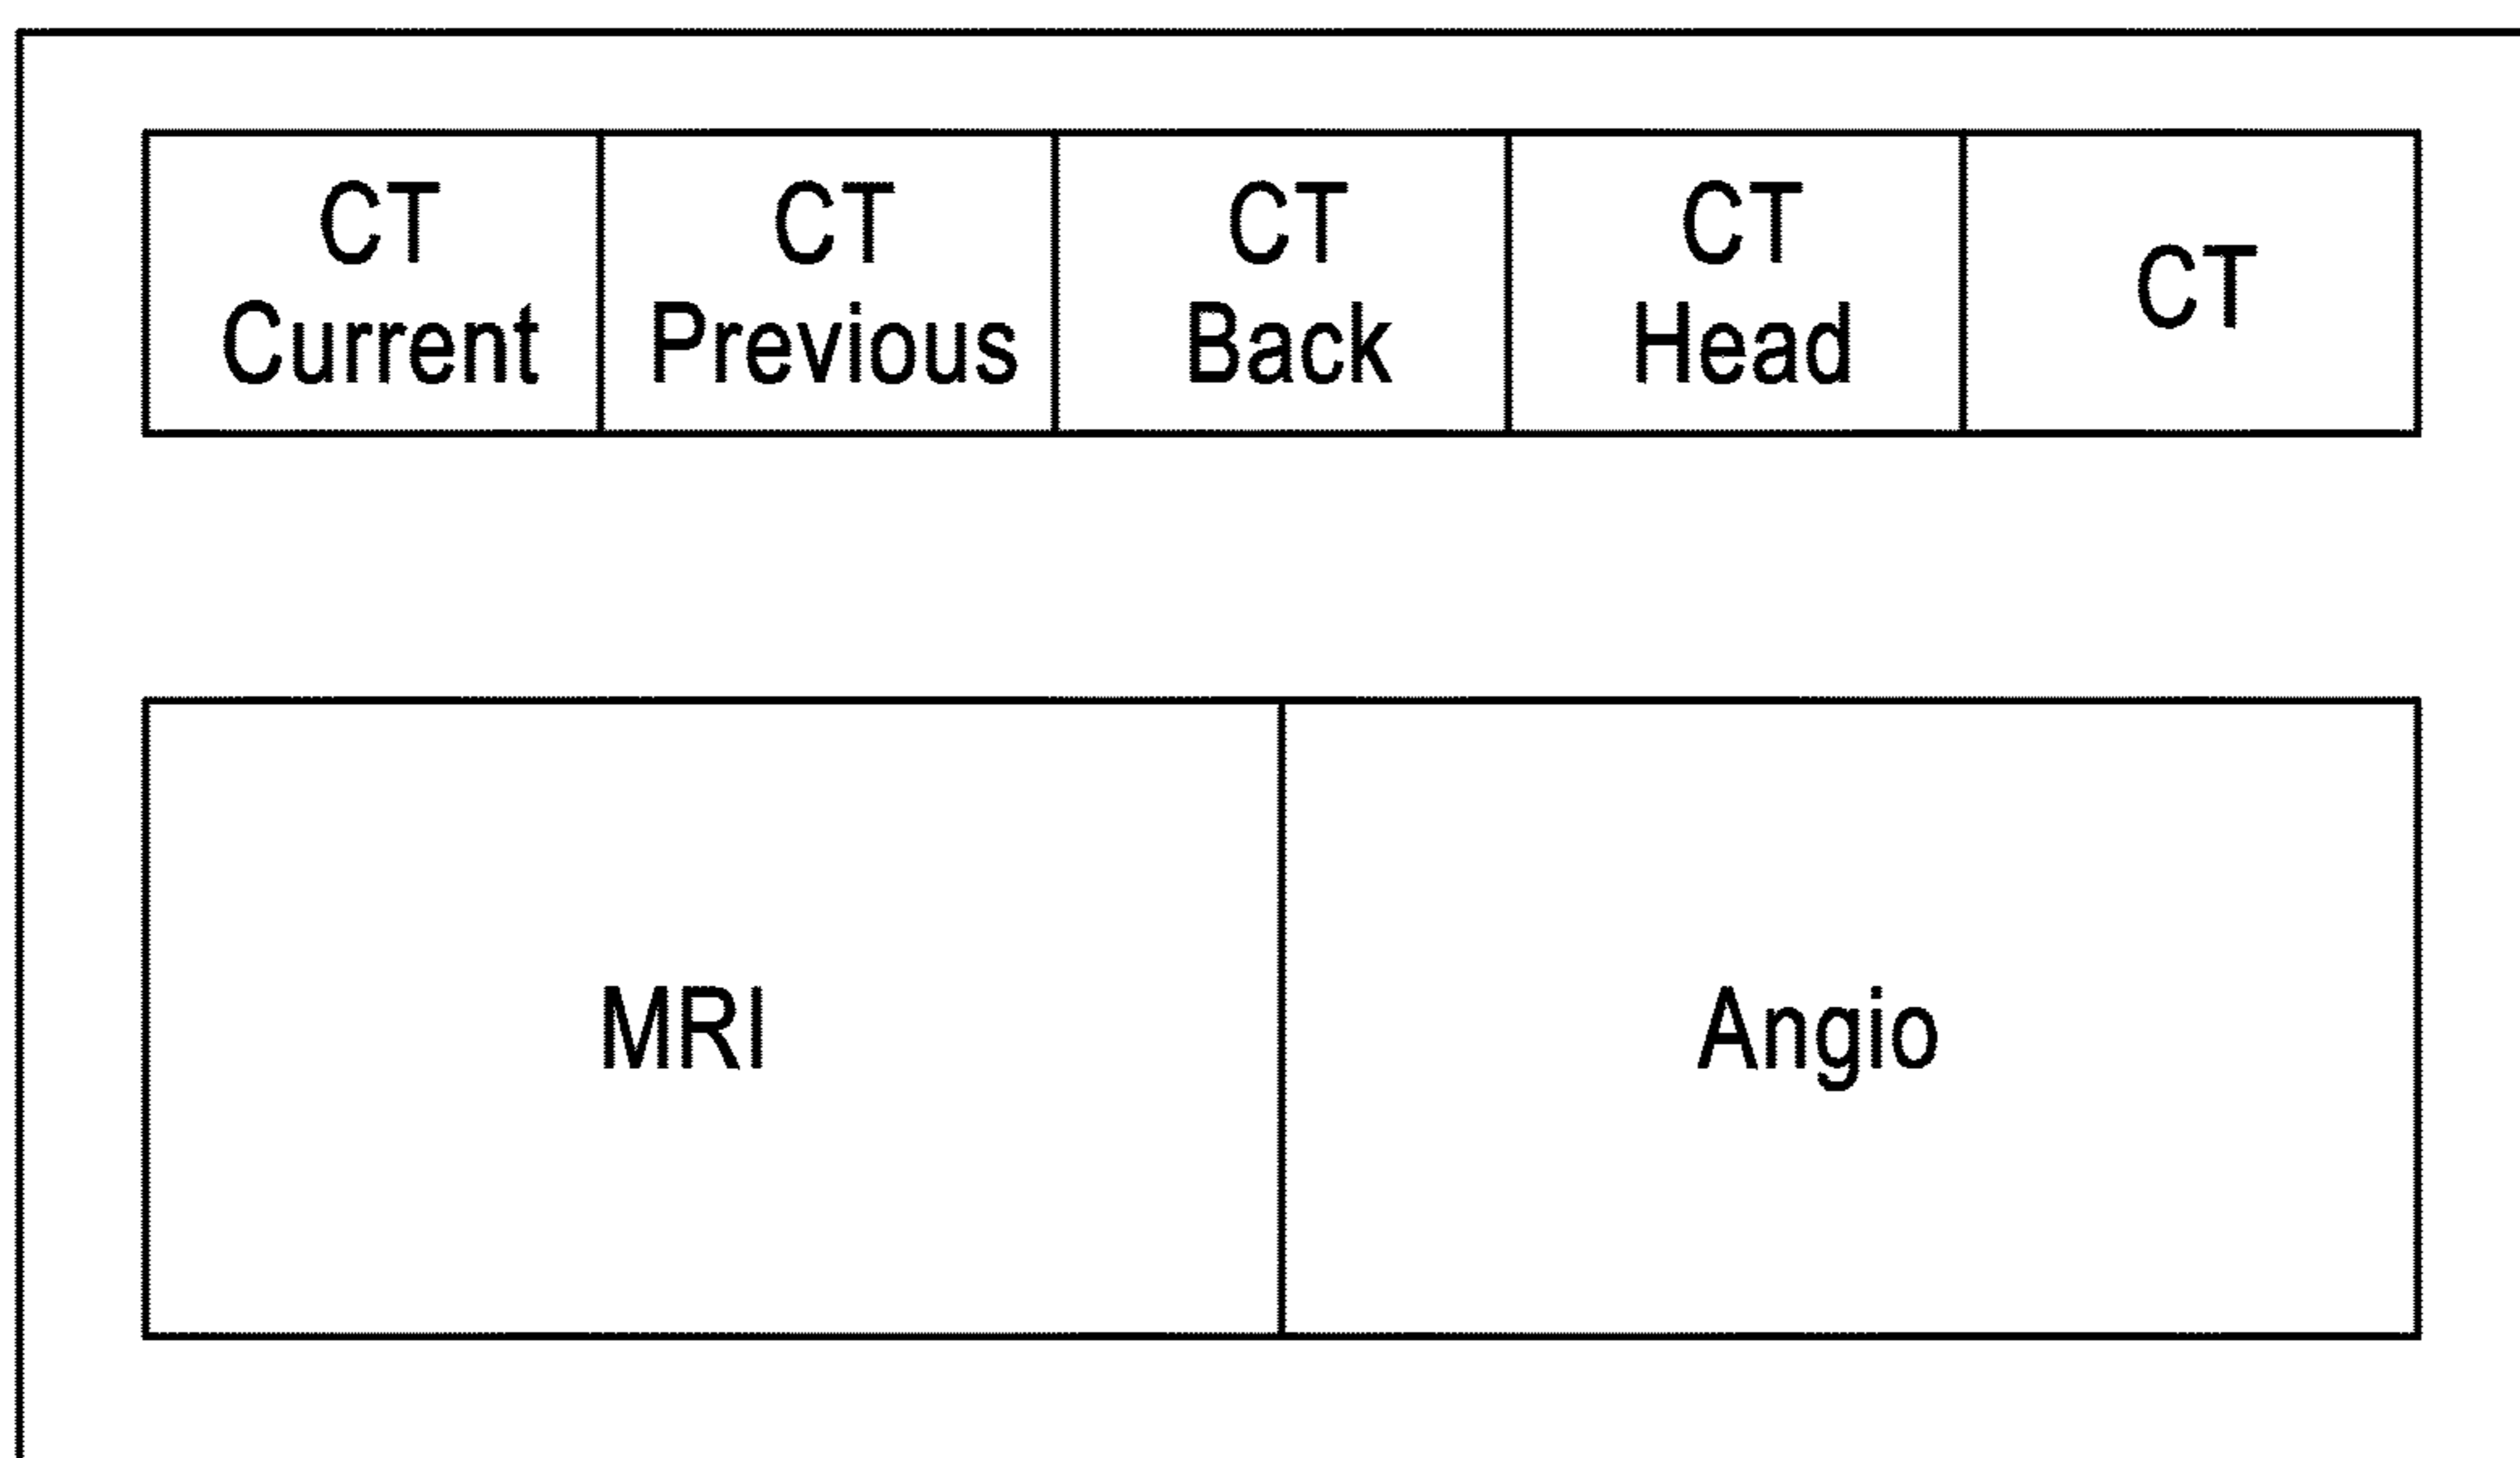 CT
Current
CT
Previous
CT
Back
CT
Head
CT
MRI
Angio